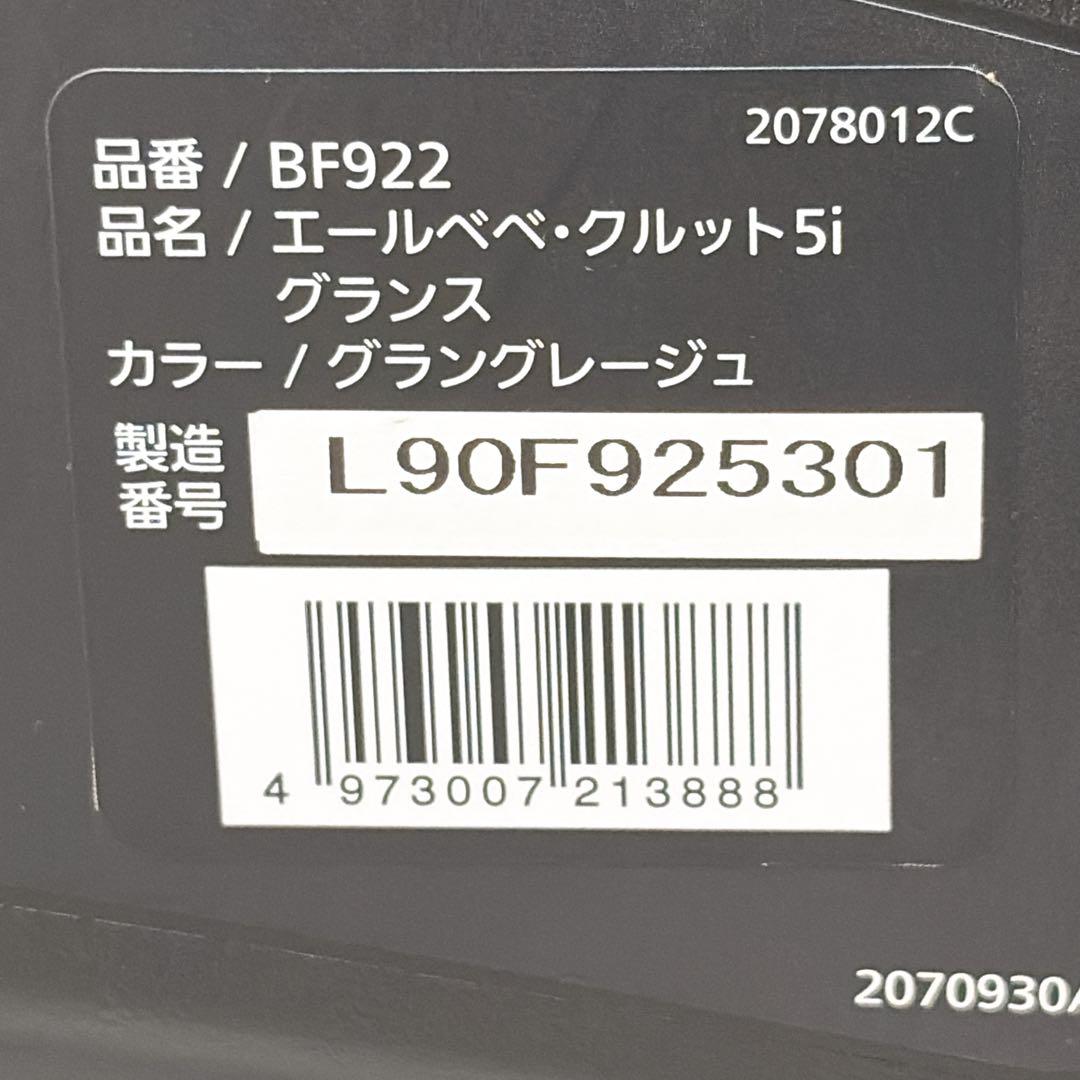 2078012C
品番 / BF922
品名 / エールベベ・クルット5i
グランス
カラー / グラングレージュ
製造
番号
L90F925301
4 973007 213888
2070930A